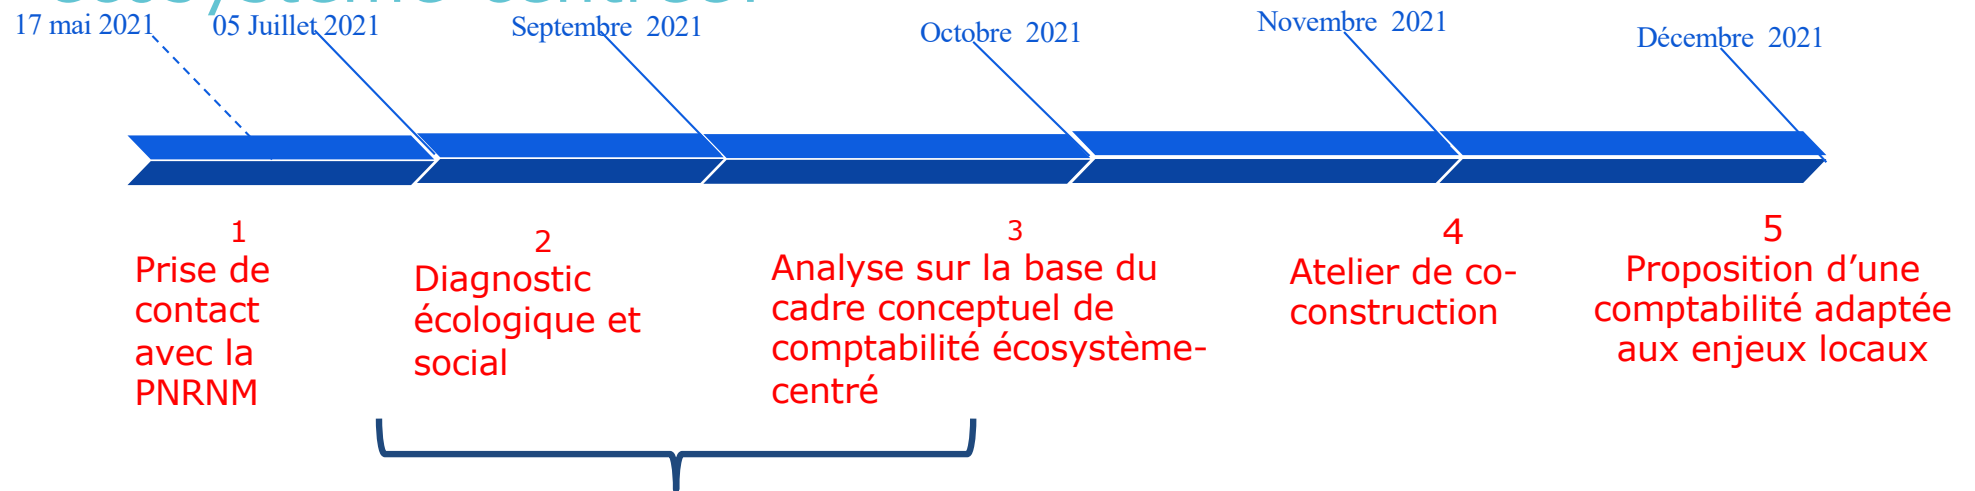 écosystème-centrée.
17 mai 2021
05 Juillet 2021
Septembre 2021
Octobre 2021
Novembre 2021
Décembre 2021
1
Prise de
contact
avec la
PNRNM
2
Diagnostic
écologique et
social
3
Analyse sur la base du
cadre conceptuel de
comptabilité écosystème-
centré
4
Atelier de co-
construction
5
Proposition d’une
comptabilité adaptée
aux enjeux locaux